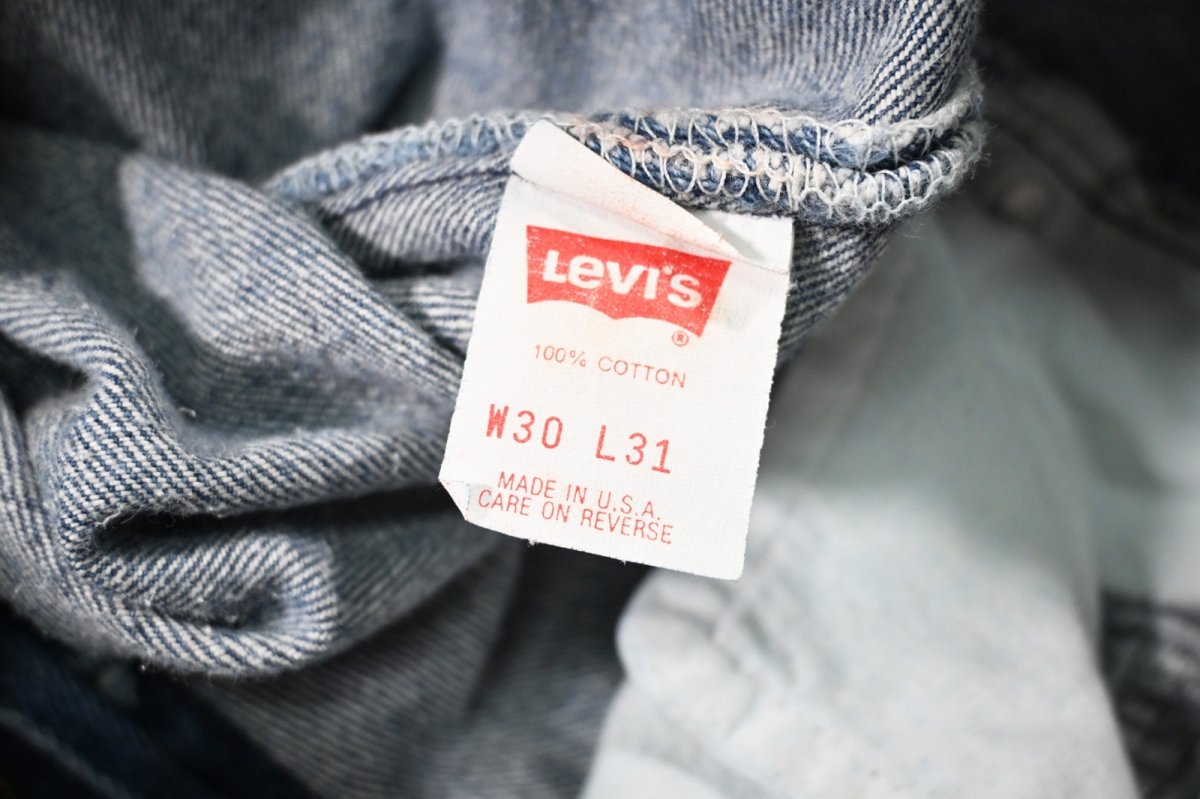 Levi's
®
100% COTTON
W30 L31
MADE IN U.S.A.
CARE ON REVERSE